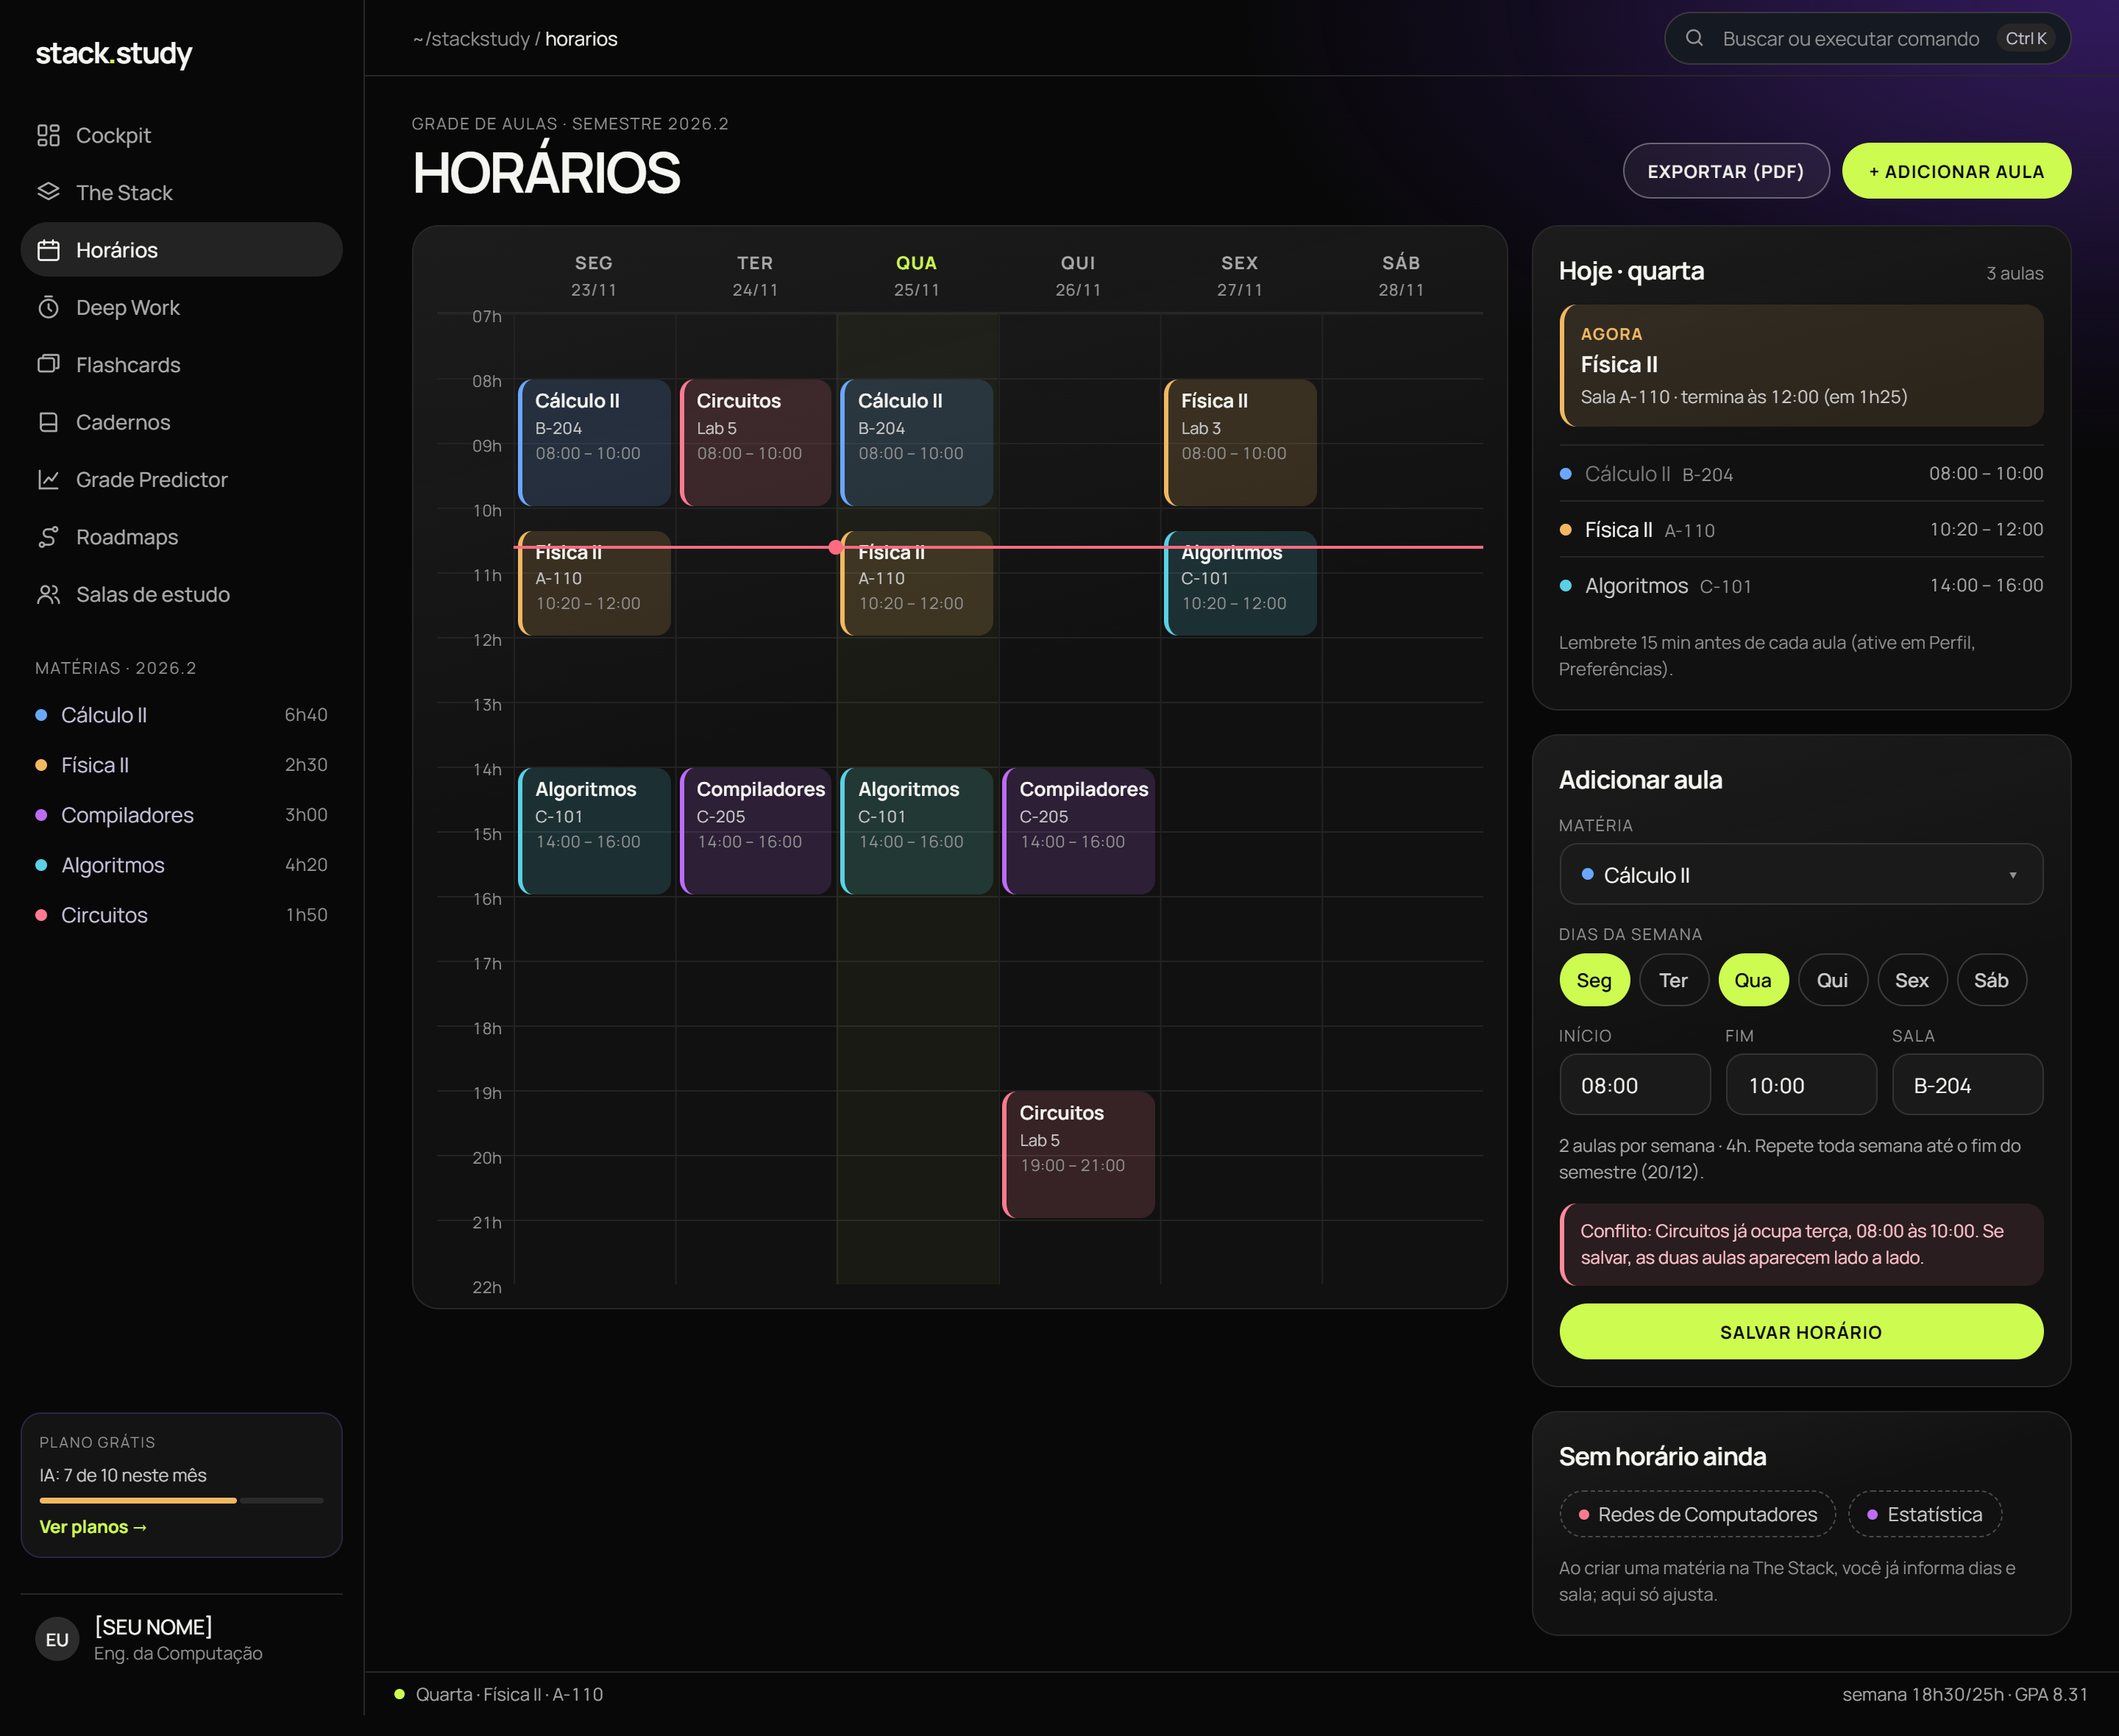 stack.study
Cockpit
The Stack
Horários
Deep Work
Flashcards
Cadernos
Grade Predictor
Roadmaps
Salas de estudo
MATÉRIAS · 2026.2
Cálculo II 6h40
Física II 2h30
Compiladores 3h00
Algoritmos 4h20
Circuitos 1h50
PLANO GRÁTIS
IA: 7 de 10 neste mês
Ver planos →
EU
[SEU NOME]
Eng. da Computação
~/stackstudy / horarios
Buscar ou executar comando Ctrl K
GRADE DE AULAS · SEMESTRE 2026.2
HORÁRIOS
EXPORTAR (PDF)
+ ADICIONAR AULA
SEG TER QUA QUI SEX SÁB
23/11 24/11 25/11 26/11 27/11 28/11
07h
08h
Cálculo II Circuitos Cálculo II Física II
B-204 Lab 5 B-204 Lab 3
09h
08:00 – 10:00 08:00 – 10:00 08:00 – 10:00 08:00 – 10:00
10h
Física II Física II Algoritmos
11h
A-110 A-110 C-101
10:20 – 12:00 10:20 – 12:00 10:20 – 12:00
12h
13h
14h
Algoritmos Compiladores Algoritmos Compiladores
C-101 C-205 C-101 C-205
15h
14:00 – 16:00 14:00 – 16:00 14:00 – 16:00 14:00 – 16:00
16h
17h
18h
19h
Circuitos
Lab 5
20h
19:00 – 21:00
21h
22h
Hoje · quarta 3 aulas
AGORA
Física II
Sala A-110 · termina às 12:00 (em 1h25)
Cálculo II B-204 08:00 – 10:00
Física II A-110 10:20 – 12:00
Algoritmos C-101 14:00 – 16:00
Lembrete 15 min antes de cada aula (ative em Perfil,
Preferências).
Adicionar aula
MATÉRIA
Cálculo II
DIAS DA SEMANA
Seg Ter Qua Qui Sex Sáb
INÍCIO FIM SALA
08:00 10:00 B-204
2 aulas por semana · 4h. Repete toda semana até o fim do
semestre (20/12).
Conflito: Circuitos já ocupa terça, 08:00 às 10:00. Se
salvar, as duas aulas aparecem lado a lado.
SALVAR HORÁRIO
Sem horário ainda
Redes de Computadores Estatística
Ao criar uma matéria na The Stack, você já informa dias e
sala; aqui só ajusta.
Quarta · Física II · A-110
semana 18h30/25h · GPA 8.31